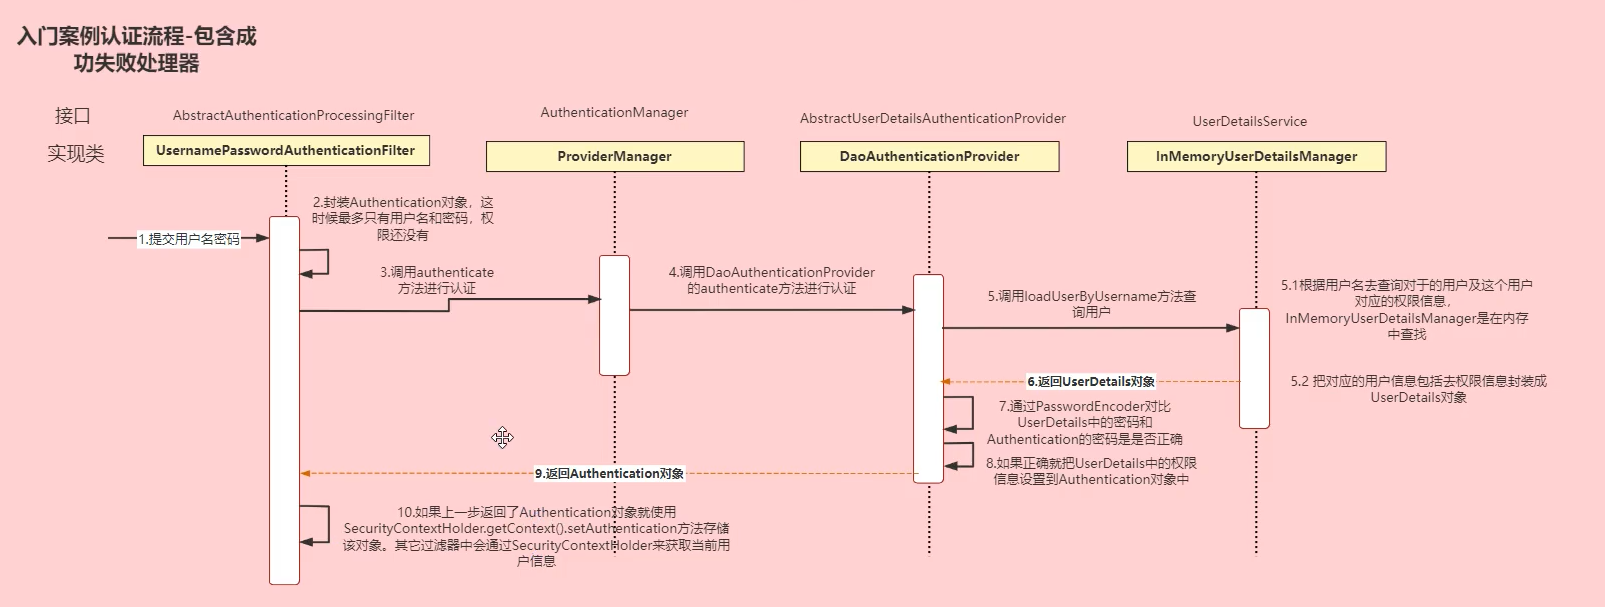 入门案例认证流程-包含成
功失败处理器
接口
AbstractAuthenticationProcessingFilter
AuthenticationManager
AbstractUserDetailsAuthenticationProvider
UserDetailsService
实现类
UsernamePasswordAuthenticationFilter
ProviderManager
DaoAuthenticationProvider
InMemoryUserDetailsManager
1.提交用户名密码
2.封装Authentication对象，这
时候最多只有用户名和密码，权
限还没有
3.调用authenticate
方法进行认证
4.调用DaoAuthenticationProvider
的authenticate方法进行认证
5.调用loadUserByUsername方法查
询用户
5.1根据用户名去查询对于的用户及这个用户
对应的权限信息，
InMemoryUserDetailsManager是在内存
中查找
5.2 把对应的用户信息包括去权限信息封装成
UserDetails对象
6.返回UserDetails对象
7.通过PasswordEncoder对比
UserDetails中的密码和
Authentication的密码是是否正确
8.如果正确就把UserDetails中的权限
信息设置到Authentication对象中
9.返回Authentication对象
10.如果上一步返回了Authentication对象就使用
SecurityContextHolder.getContext().setAuthentication方法存储
该对象。其它过滤器中会通过SecurityContextHolder来获取当前用
户信息